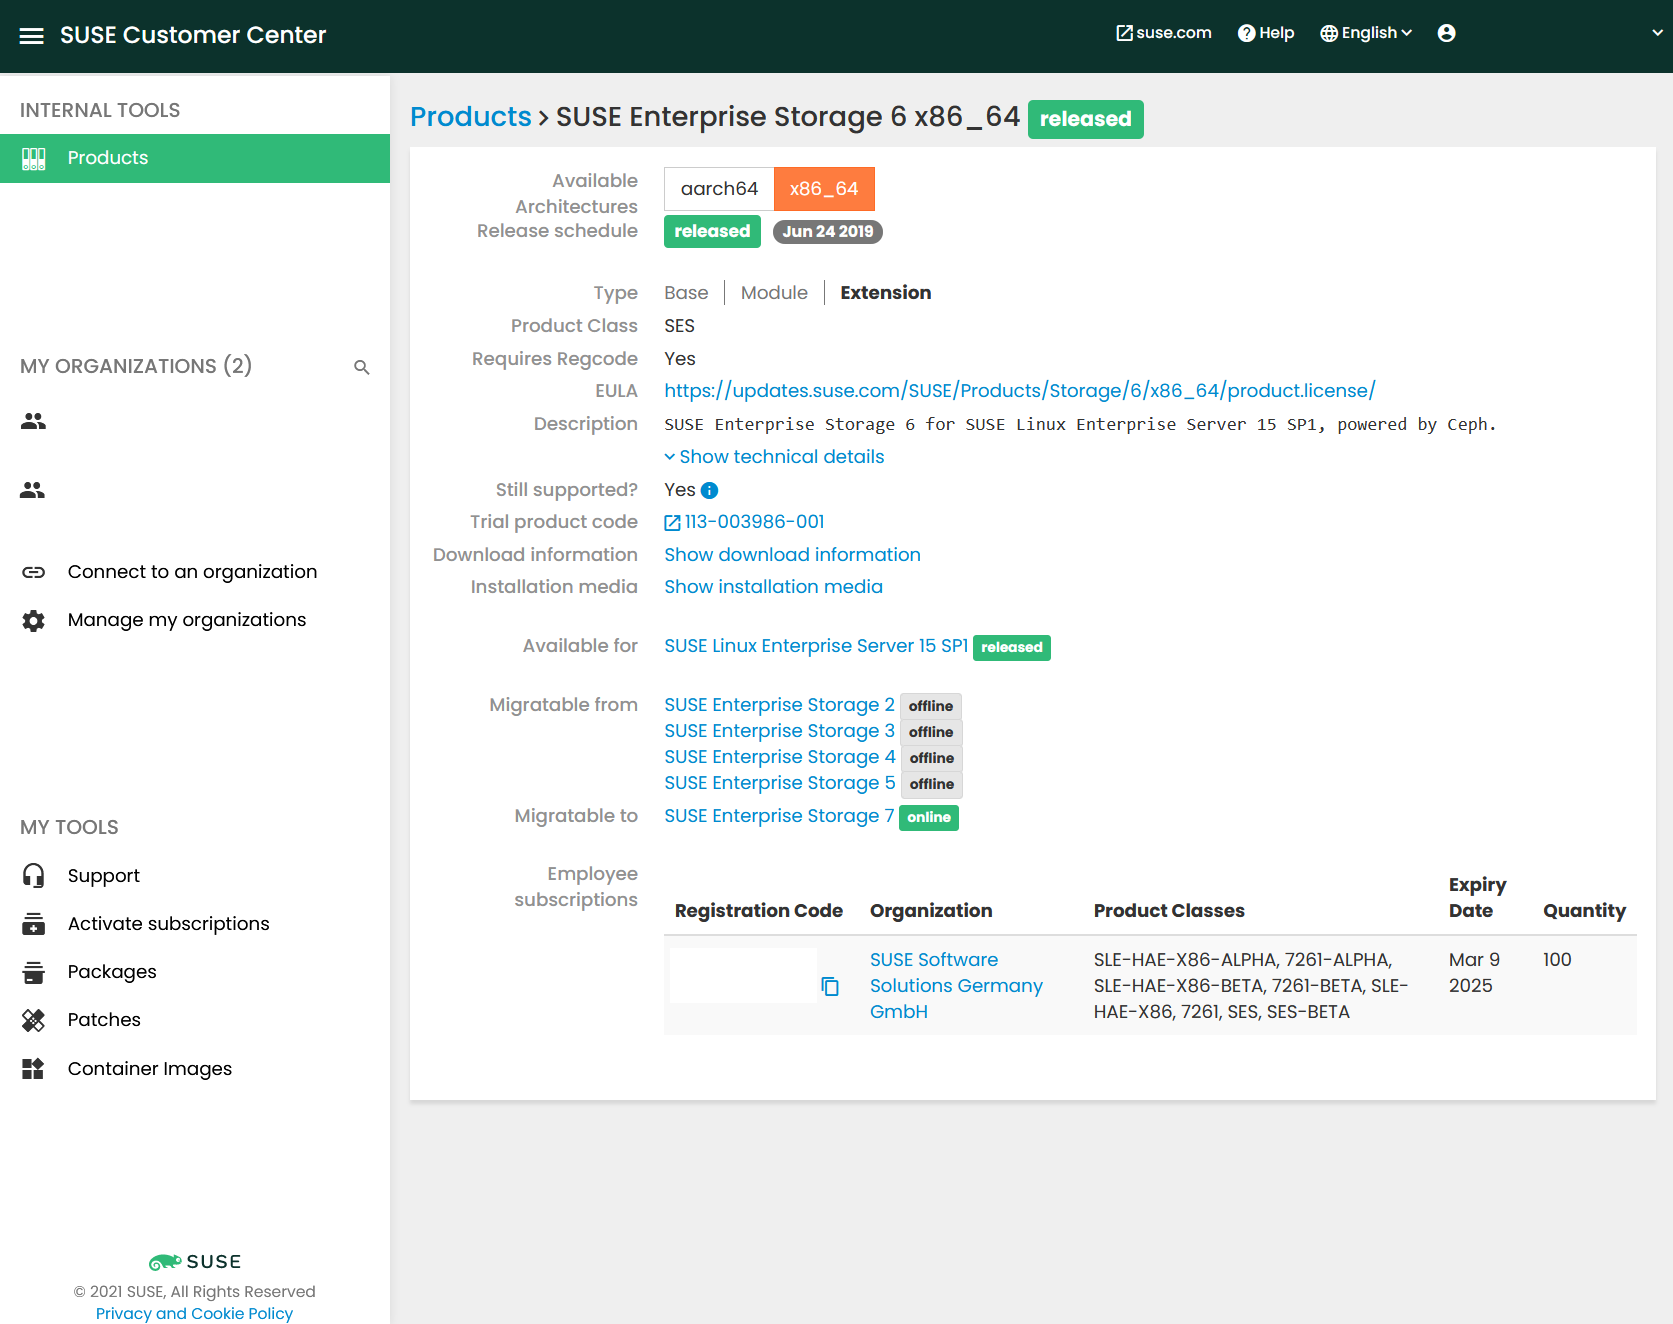 SUSE Customer Center
suse.com
Help
English
INTERNAL TOOLS
Products
MY ORGANIZATIONS (2)
Connect to an organization
Manage my organizations
MY TOOLS
Support
Activate subscriptions
Packages
Patches
Container Images
SUSE
© 2021 SUSE, All Rights Reserved
Privacy and Cookie Policy
Products > SUSE Enterprise Storage 6 x86_64 released
Available
Architectures
aarch64 x86_64
Release schedule released Jun 24 2019
Type Base Module Extension
Product Class SES
Requires Regcode Yes
EULA https://updates.suse.com/SUSE/Products/Storage/6/x86_64/product.license/
Description SUSE Enterprise Storage 6 for SUSE Linux Enterprise Server 15 SP1, powered by Ceph.
Show technical details
Still supported? Yes
Trial product code 113-003986-001
Download information Show download information
Installation media Show installation media
Available for SUSE Linux Enterprise Server 15 SP1 released
Migratable from SUSE Enterprise Storage 2 offline
SUSE Enterprise Storage 3 offline
SUSE Enterprise Storage 4 offline
SUSE Enterprise Storage 5 offline
Migratable to SUSE Enterprise Storage 7 online
Employee
subscriptions
Registration Code Organization Product Classes Expiry
Date Quantity
SUSE Software
Solutions Germany
GmbH
SLE-HAE-X86-ALPHA, 7261-ALPHA,
SLE-HAE-X86-BETA, 7261-BETA, SLE-
HAE-X86, 7261, SES, SES-BETA
Mar 9
2025
100